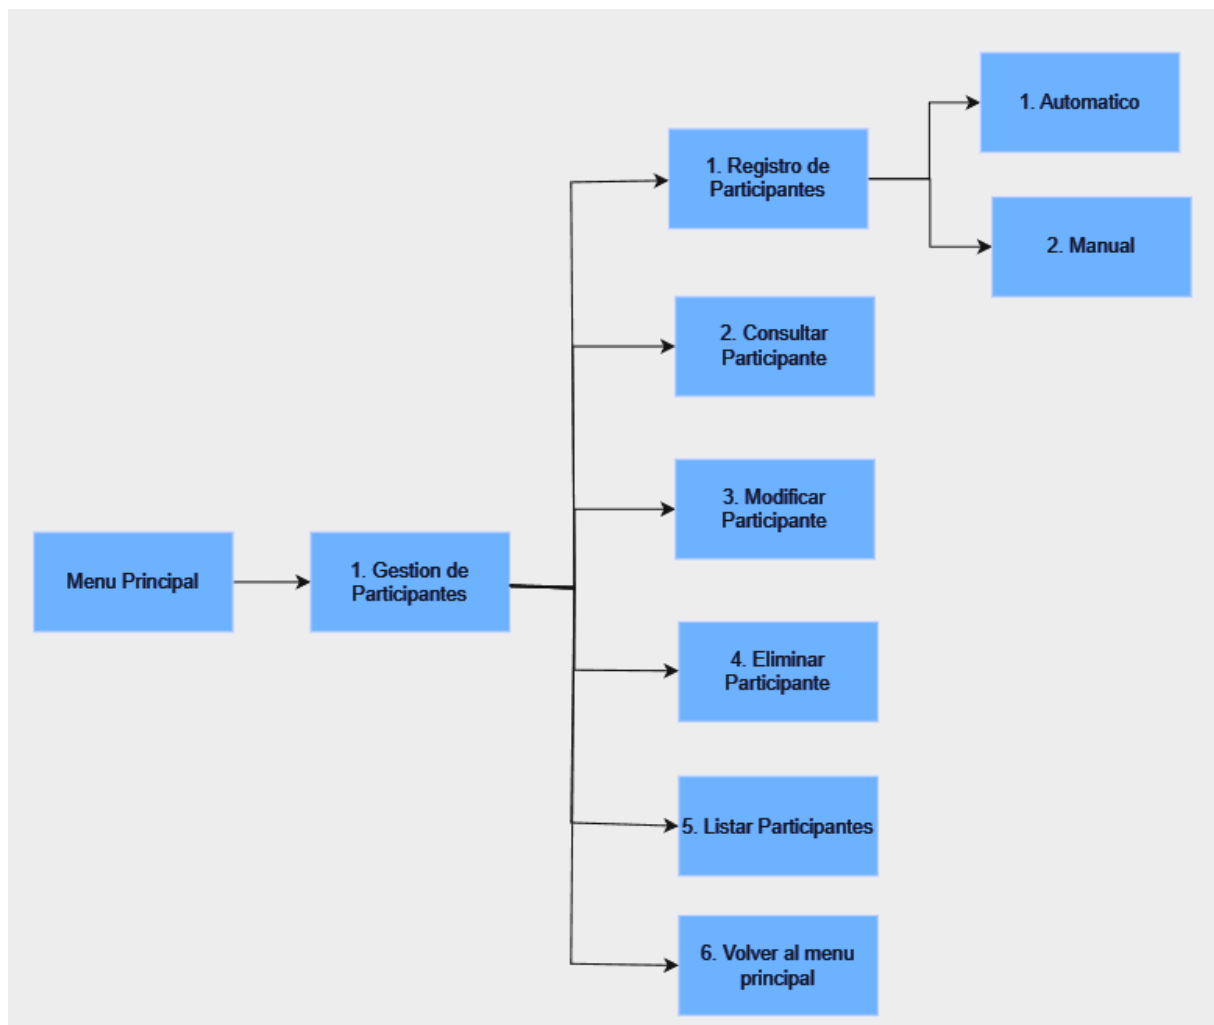 1. Automatico
1. Registro de
Participantes
2. Manual
2. Consultar
Participante
3. Modificar
Participante
Menu Principal
1. Gestion de
Participantes
4. Eliminar
Participante
5. Listar Participantes
6. Volver al menu
principal